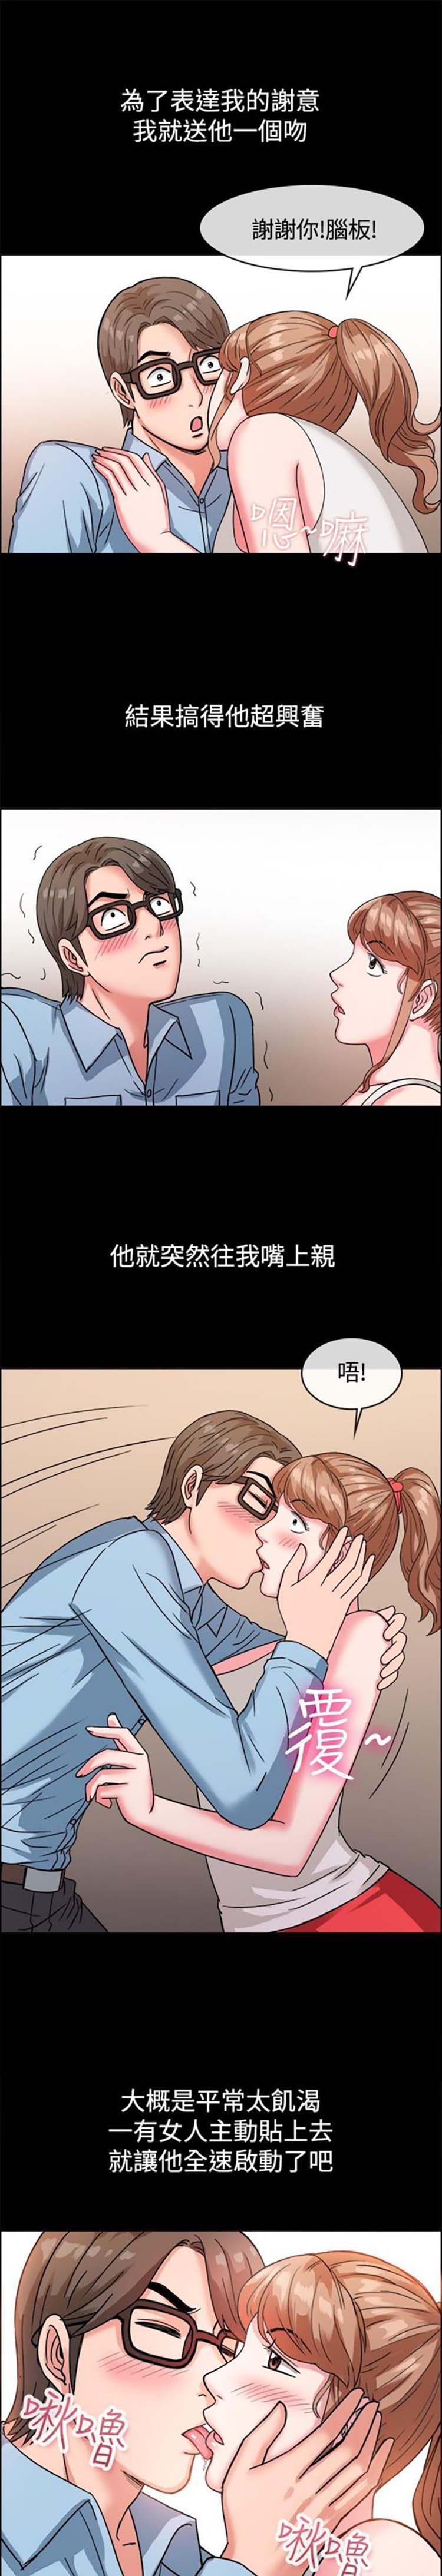 為了表達我的謝意
我就送他一個吻
謝謝你!腦板!
嗯~嘛
結果搞得他超興奮
他就突然往我嘴上親
唔!
覆~
大概是平常太飢渴
一有女人主動貼上去
就讓他全速啟動了吧
啾嚕
啾嚕